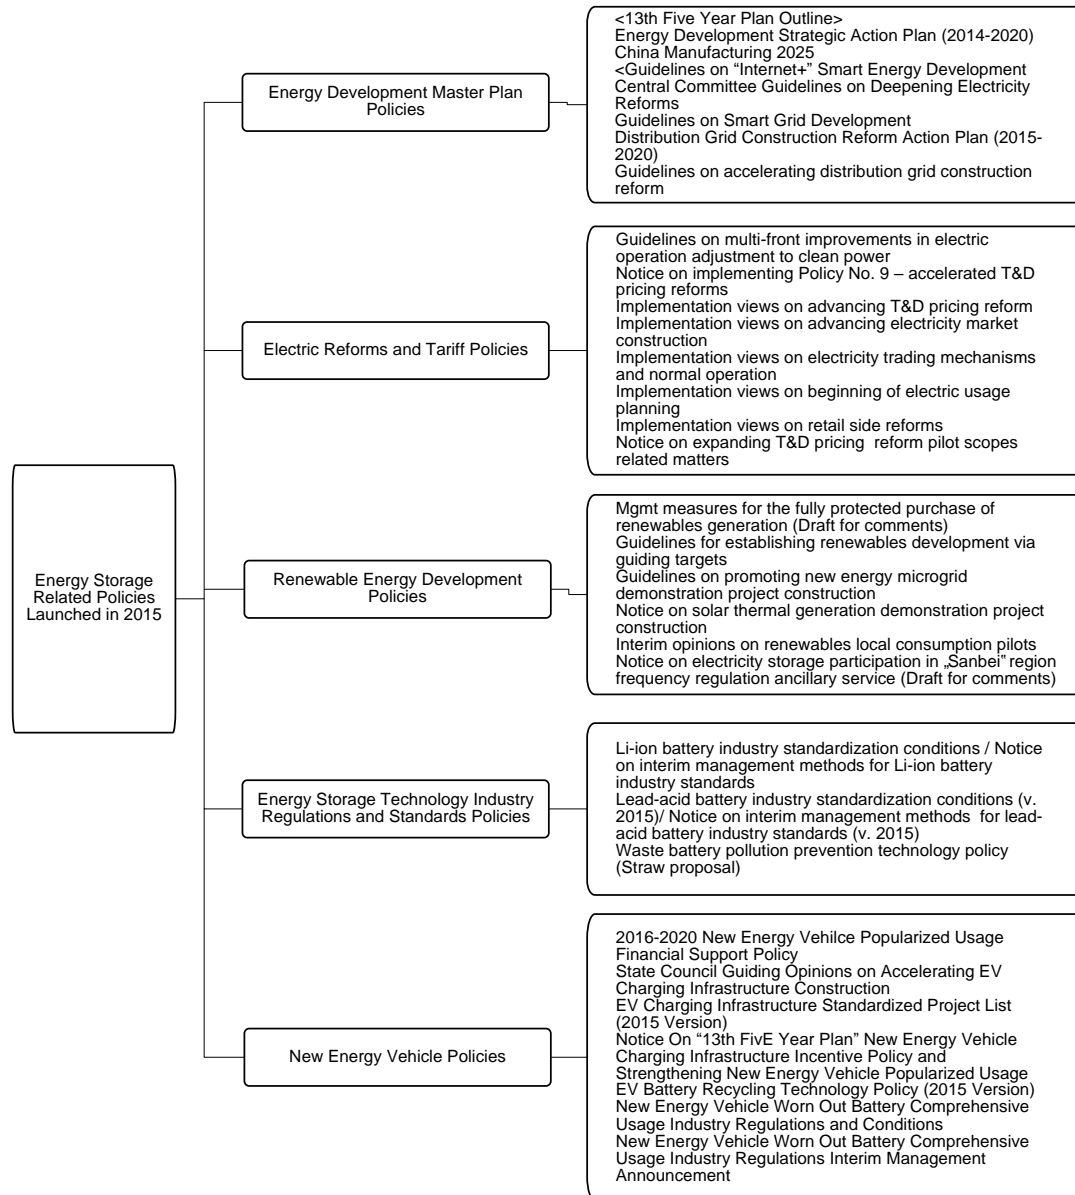 <13th Five Year Plan Outline>
Energy Development Strategic Action Plan (2014-2020)
China Manufacturing 2025
<Guidelines on “Internet+” Smart Energy Development
Central Committee Guidelines on Deepening Electricity
Reforms
Guidelines on Smart Grid Development
Distribution Grid Construction Reform Action Plan (2015-
2020)
Guidelines on accelerating distribution grid construction
reform
Energy Development Master Plan
Policies
Guidelines on multi-front improvements in electric
operation adjustment to clean power
Notice on implementing Policy No. 9 – accelerated T&D
pricing reforms
Implementation views on advancing T&D pricing reform
Implementation views on advancing electricity market
construction
Implementation views on electricity trading mechanisms
and normal operation
Implementation views on beginning of electric usage
planning
Implementation views on retail side reforms
Notice on expanding T&D pricing  reform pilot scopes
related matters
Electric Reforms and Tariff Policies
Energy Storage
Related Policies
Launched in 2015
Renewable Energy Development
Policies
Mgmt measures for the fully protected purchase of
renewables generation (Draft for comments)
Guidelines for establishing renewables development via
guiding targets
Guidelines on promoting new energy microgrid
demonstration project construction
Notice on solar thermal generation demonstration project
construction
Interim opinions on renewables local consumption pilots
Notice on electricity storage participation in „Sanbei‟ region
frequency regulation ancillary service (Draft for comments)
Energy Storage Technology Industry
Regulations and Standards Policies
Li-ion battery industry standardization conditions / Notice
on interim management methods for Li-ion battery
industry standards
Lead-acid battery industry standardization conditions (v.
2015)/ Notice on interim management methods  for lead-
acid battery industry standards (v. 2015)
Waste battery pollution prevention technology policy
(Straw proposal)
New Energy Vehicle Policies
2016-2020 New Energy Vehilce Popularized Usage
Financial Support Policy
State Council Guiding Opinions on Accelerating EV
Charging Infrastructure Construction
EV Charging Infrastructure Standardized Project List
(2015 Version)
Notice On “13th FivE Year Plan” New Energy Vehicle
Charging Infrastructure Incentive Policy and
Strengthening New Energy Vehicle Popularized Usage
EV Battery Recycling Technology Policy (2015 Version)
New Energy Vehicle Worn Out Battery Comprehensive
Usage Industry Regulations and Conditions
New Energy Vehicle Worn Out Battery Comprehensive
Usage Industry Regulations Interim Management
Announcement